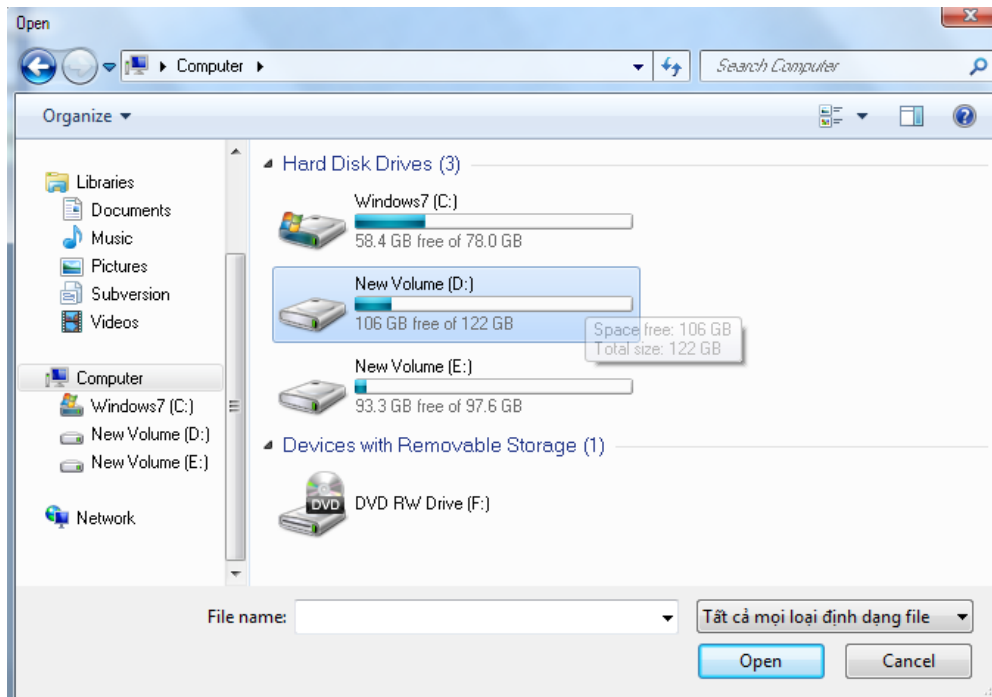 Open
Computer
Search Computer
Organize
Libraries
Documents
Music
Pictures
Subversion
Videos
Computer
Windows7 (C:)
New Volume (D:)
New Volume (E:)
Network
Hard Disk Drives (3)
Windows7 (C:)
58.4 GB free of 78.0 GB
New Volume (D:)
106 GB free of 122 GB
Space free: 106 GB
Total size: 122 GB
New Volume (E:)
93.3 GB free of 97.6 GB
Devices with Removable Storage (1)
DVD
DVD RW Drive (F:)
File name:
Tất cả mọi loại định dạng file
Open
Cancel